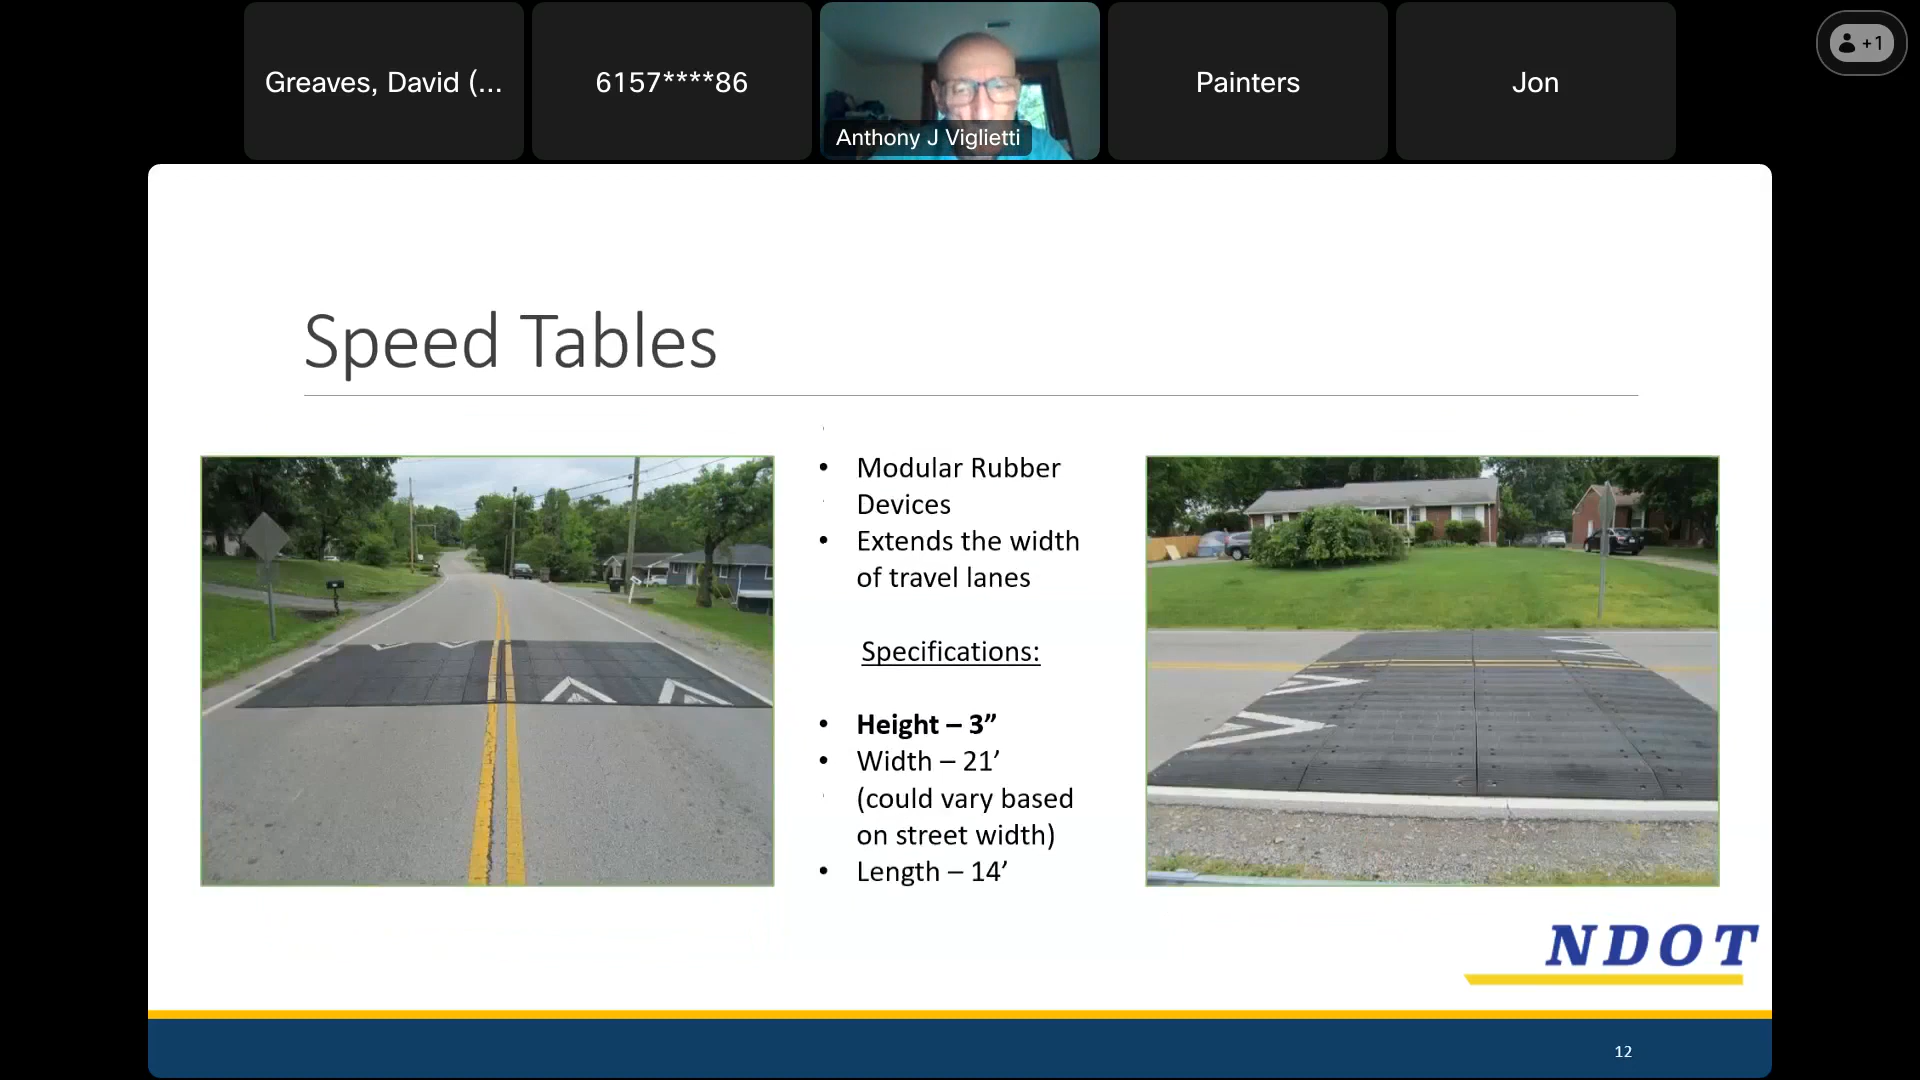 Greaves, David (...
6157****86
Anthony J Viglietti
Painters
Jon
+1
Speed Tables
• Modular Rubber
Devices
• Extends the width
of travel lanes
Specifications:
• Height – 3”
• Width – 21’
(could vary based
on street width)
• Length – 14’
NDOT
12